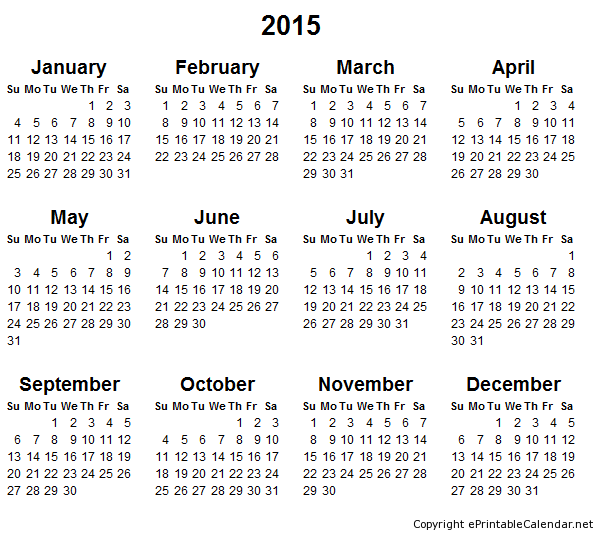 2015
January February March April
Su Mo Tu We Th Fr Sa Su Mo Tu We Th Fr Sa Su Mo Tu We Th Fr Sa Su Mo Tu We Th Fr Sa
1 2 3 1 2 3 4 5 6 7 1 2 3 4 5 6 7 1 2 3 4
4 5 6 7 8 9 10 8 9 10 11 12 13 14 8 9 10 11 12 13 14 5 6 7 8 9 10 11
11 12 13 14 15 16 17 15 16 17 18 19 20 21 15 16 17 18 19 20 21 12 13 14 15 16 17 18
18 19 20 21 22 23 24 22 23 24 25 26 27 28 22 23 24 25 26 27 28 19 20 21 22 23 24 25
25 26 27 28 29 30 31 29 30 31 26 27 28 29 30
May June July August
Su Mo Tu We Th Fr Sa Su Mo Tu We Th Fr Sa Su Mo Tu We Th Fr Sa Su Mo Tu We Th Fr Sa
1 2 1 2 3 4 5 6 1 2 3 4 1
3 4 5 6 7 8 9 7 8 9 10 11 12 13 5 6 7 8 9 10 11 2 3 4 5 6 7 8
10 11 12 13 14 15 16 14 15 16 17 18 19 20 12 13 14 15 16 17 18 9 10 11 12 13 14 15
17 18 19 20 21 22 23 21 22 23 24 25 26 27 19 20 21 22 23 24 25 16 17 18 19 20 21 22
24 25 26 27 28 29 30 28 29 30 26 27 28 29 30 31 23 24 25 26 27 28 29
31 30 31
September October November December
Su Mo Tu We Th Fr Sa Su Mo Tu We Th Fr Sa Su Mo Tu We Th Fr Sa Su Mo Tu We Th Fr Sa
1 2 3 4 5 1 2 3 1 2 3 4 5 6 7 1 2 3 4 5
6 7 8 9 10 11 12 4 5 6 7 8 9 10 8 9 10 11 12 13 14 6 7 8 9 10 11 12
13 14 15 16 17 18 19 11 12 13 14 15 16 17 15 16 17 18 19 20 21 13 14 15 16 17 18 19
20 21 22 23 24 25 26 18 19 20 21 22 23 24 22 23 24 25 26 27 28 20 21 22 23 24 25 26
27 28 29 30 25 26 27 28 29 30 31 29 30 27 28 29 30 31
Copyright ePrintableCalendar.net